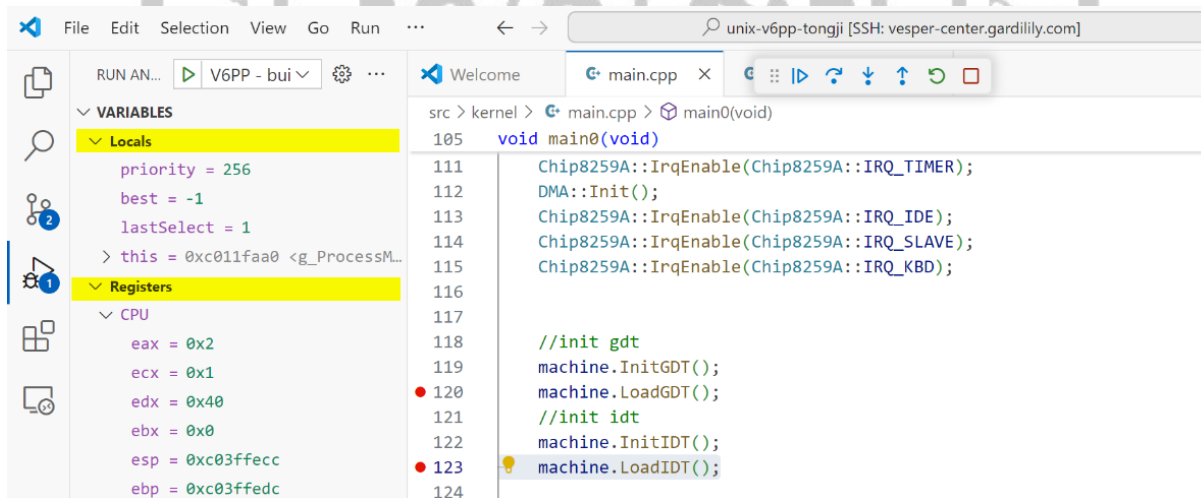 File Edit Selection View Go Run ··· ← → unix-v6pp-tongji [SSH: vesper-center.gardilily.com]
RUN AN... V6PP - bui ···
Welcome main.cpp ×
VARIABLES
src > kernel > main.cpp > main0(void)
Locals
priority = 256
best = -1
lastSelect = 1
> this = 0xc011faa0 <g_ProcessM...
Registers
CPU
eax = 0x2
ecx = 0x1
edx = 0x40
ebx = 0x0
esp = 0xc03ffecc
ebp = 0xc03ffedc
2
1
105 void main0(void)
111 Chip8259A::IrqEnable(Chip8259A::IRQ_TIMER);
112 DMA::Init();
113 Chip8259A::IrqEnable(Chip8259A::IRQ_IDE);
114 Chip8259A::IrqEnable(Chip8259A::IRQ_SLAVE);
115 Chip8259A::IrqEnable(Chip8259A::IRQ_KBD);
116
117
118 //init gdt
119 machine.InitGDT();
120 machine.LoadGDT();
121 //init idt
122 machine.InitIDT();
123 machine.LoadIDT();
124